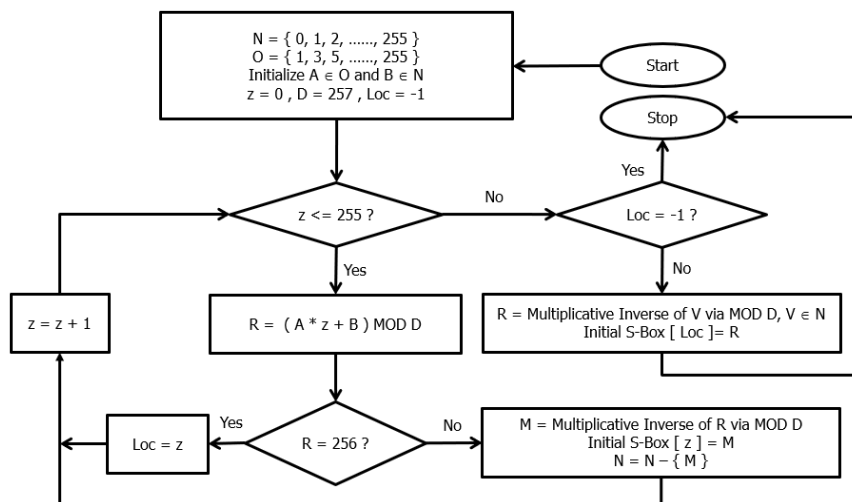 Start
N = { 0, 1, 2, ......, 255 }
O = { 1, 3, 5, ......, 255 }
Initialize A ∈ O and B ∈ N
z = 0 , D = 257 , Loc = -1
Stop
Yes
z <= 255 ?
No
Loc = -1 ?
Yes
No
z = z + 1
R = ( A * z + B ) MOD D
R = Multiplicative Inverse of V via MOD D, V ∈ N
Initial S-Box [ Loc ]= R
Loc = z
Yes
R = 256 ?
No
M = Multiplicative Inverse of R via MOD D
Initial S-Box [ z ] = M
N = N – { M }